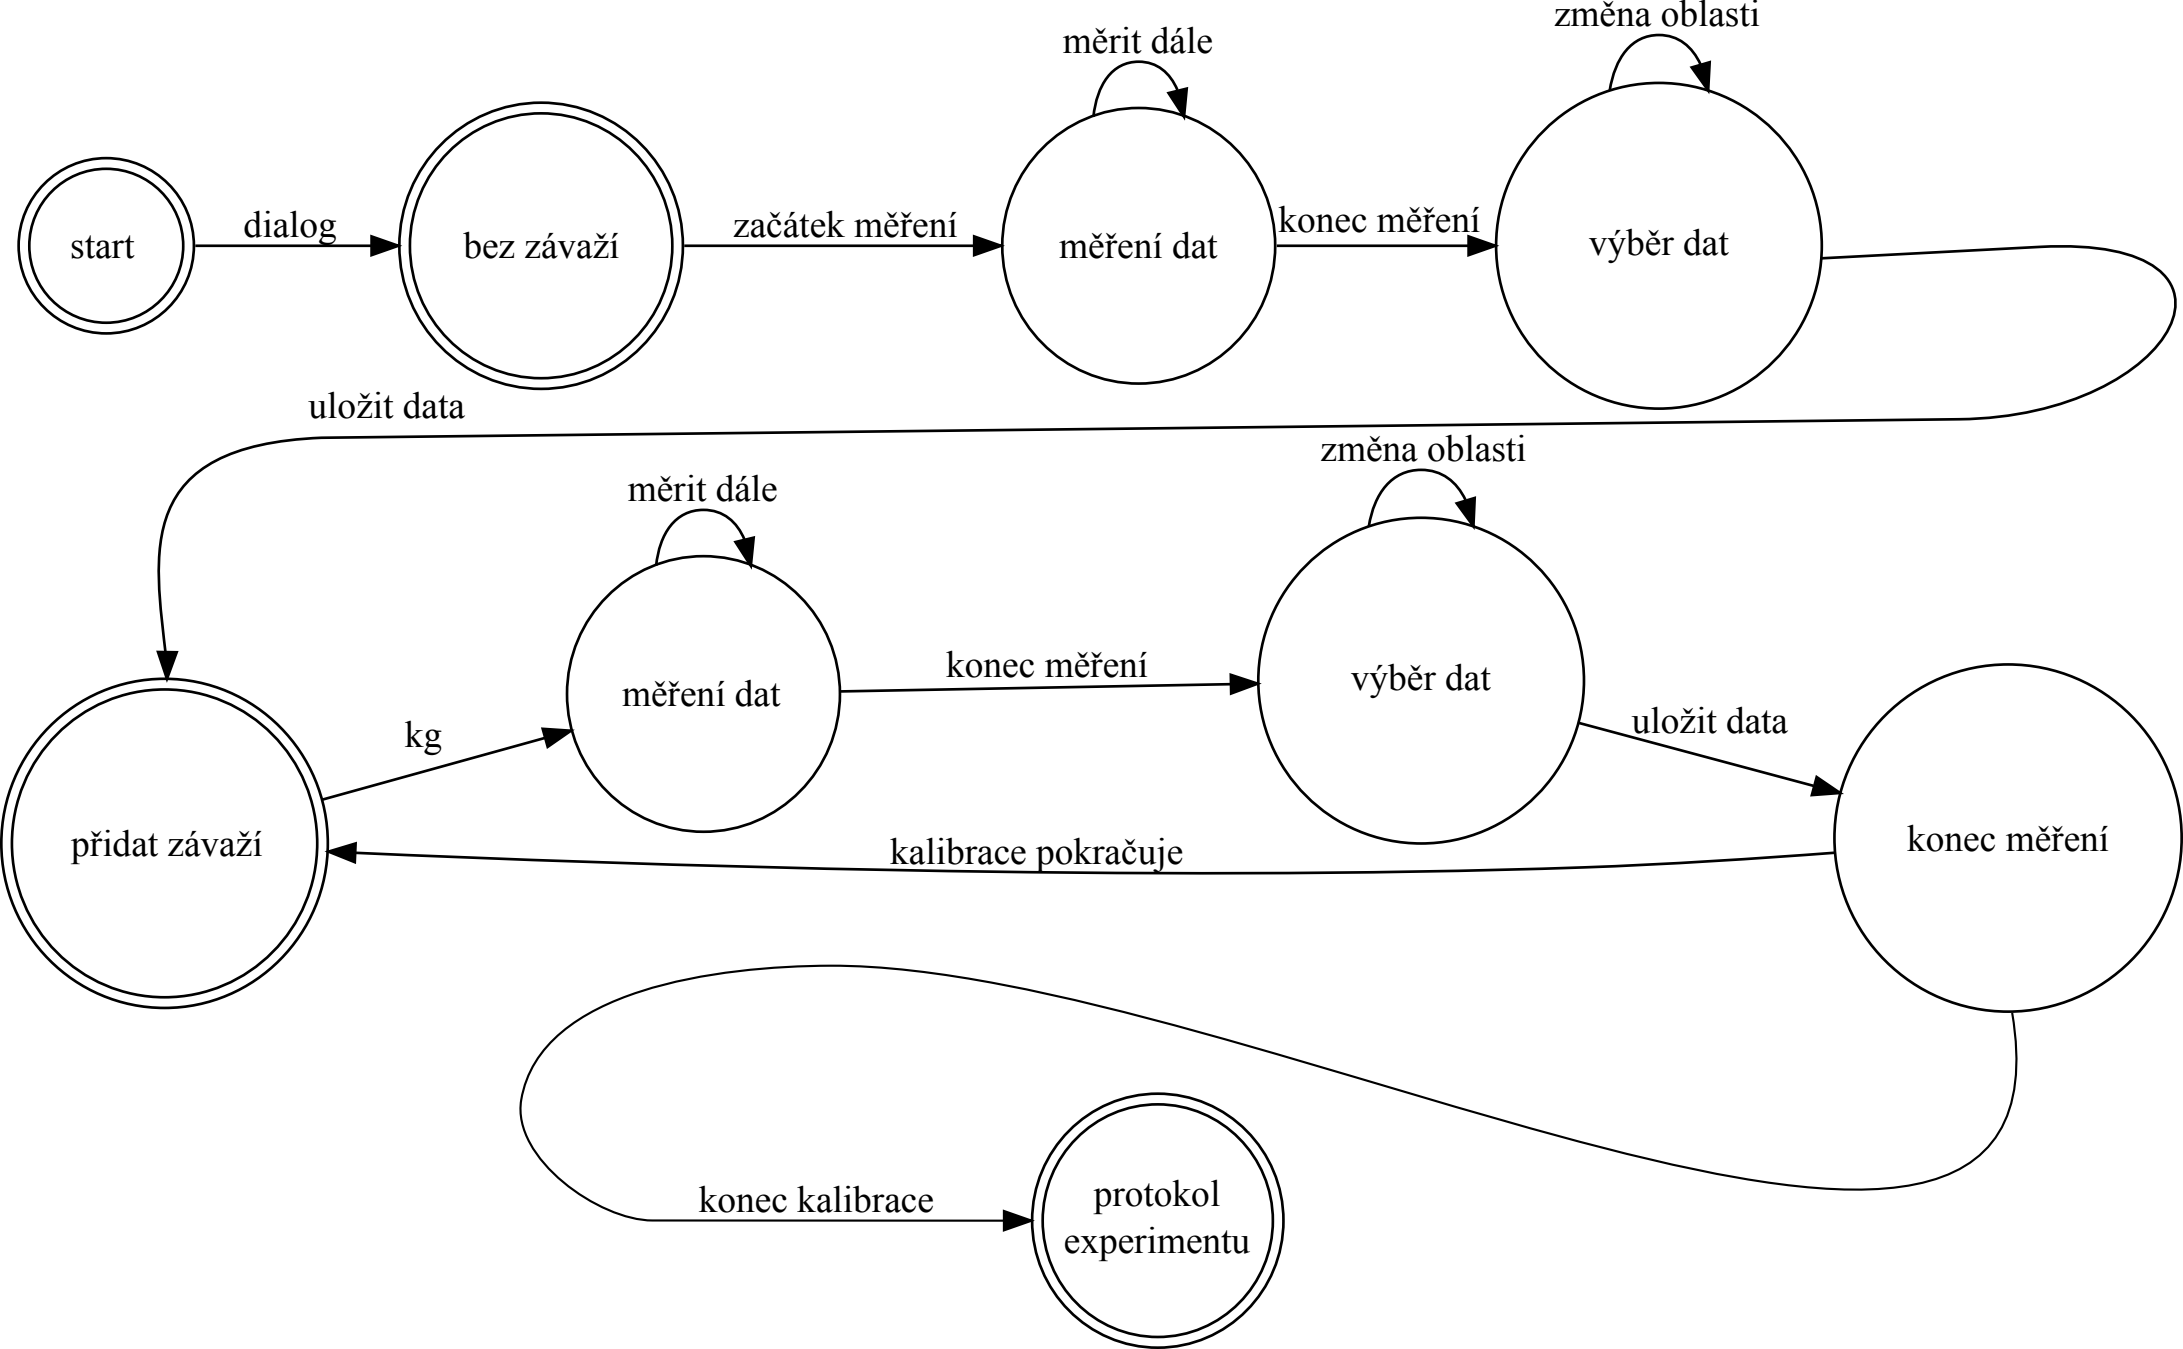 změna oblasti
měrit dále
start
dialog
bez závaží
začátek měření
měření dat
konec měření
výběr dat
uložit data
změna oblasti
měrit dále
přidat závaží
kg
měření dat
konec měření
výběr dat
uložit data
konec měření
kalibrace pokračuje
konec kalibrace
protokol
experimentu